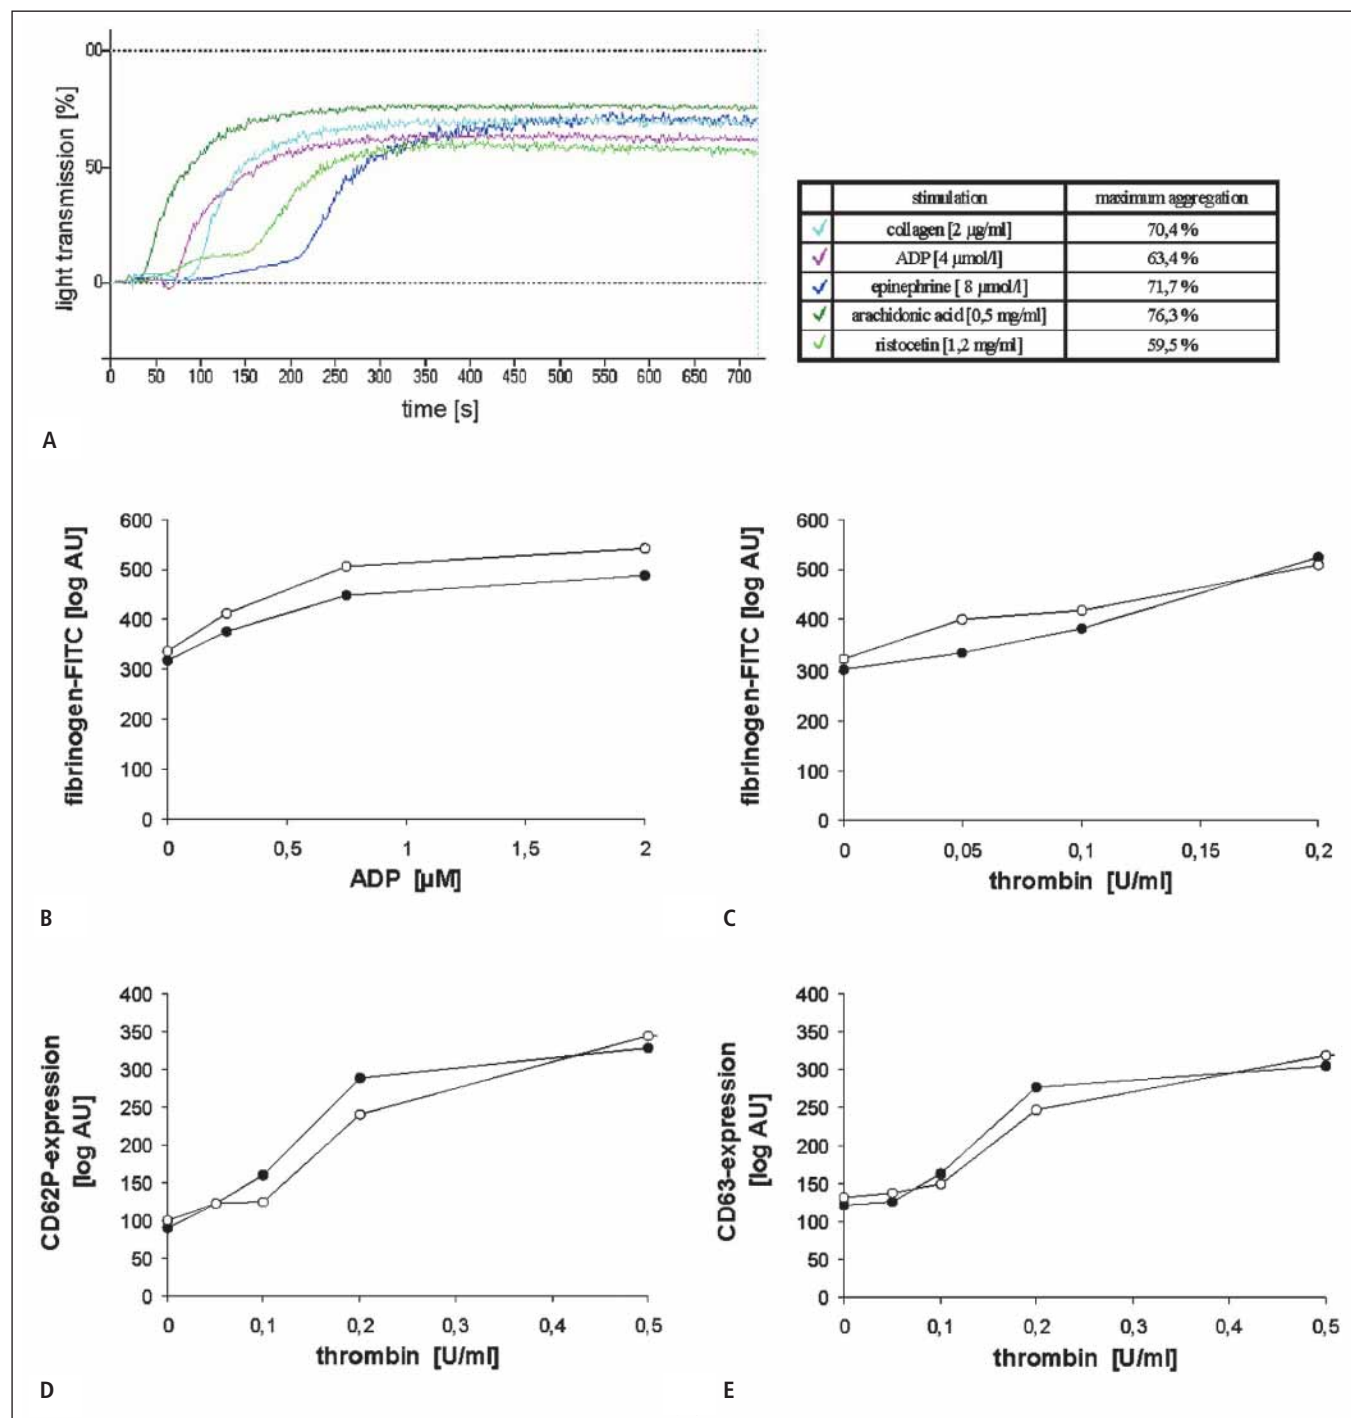 00
50
0
light transmission [%]
0 50 100 150 200 250 300 350 400 450 500 550 600 650 700
time [s]
stimulation maximum aggregation
collagen [2 µg/ml] 70,4 %
ADP [4 µmol/l] 63,4 %
epinephrine [ 8 µmol/l] 71,7 %
arachidonic acid [0,5 mg/ml] 76,3 %
ristocetin [1,2 mg/ml] 59,5 %
A
fibrinogen-FITC [log AU]
600
500
400
300
200
100
0
0 0,5 1 1,5 2
ADP [µM]
B
fibrinogen-FITC [log AU]
600
500
400
300
200
100
0
0 0,05 0,1 0,15 0,2
thrombin [U/ml]
C
CD62P-expression
[log AU]
400
350
300
250
200
150
100
50
0
0 0,1 0,2 0,3 0,4 0,5
thrombin [U/ml]
D
CD63-expression
[log AU]
400
350
300
250
200
150
100
50
0
0 0,1 0,2 0,3 0,4 0,5
thrombin [U/ml]
E